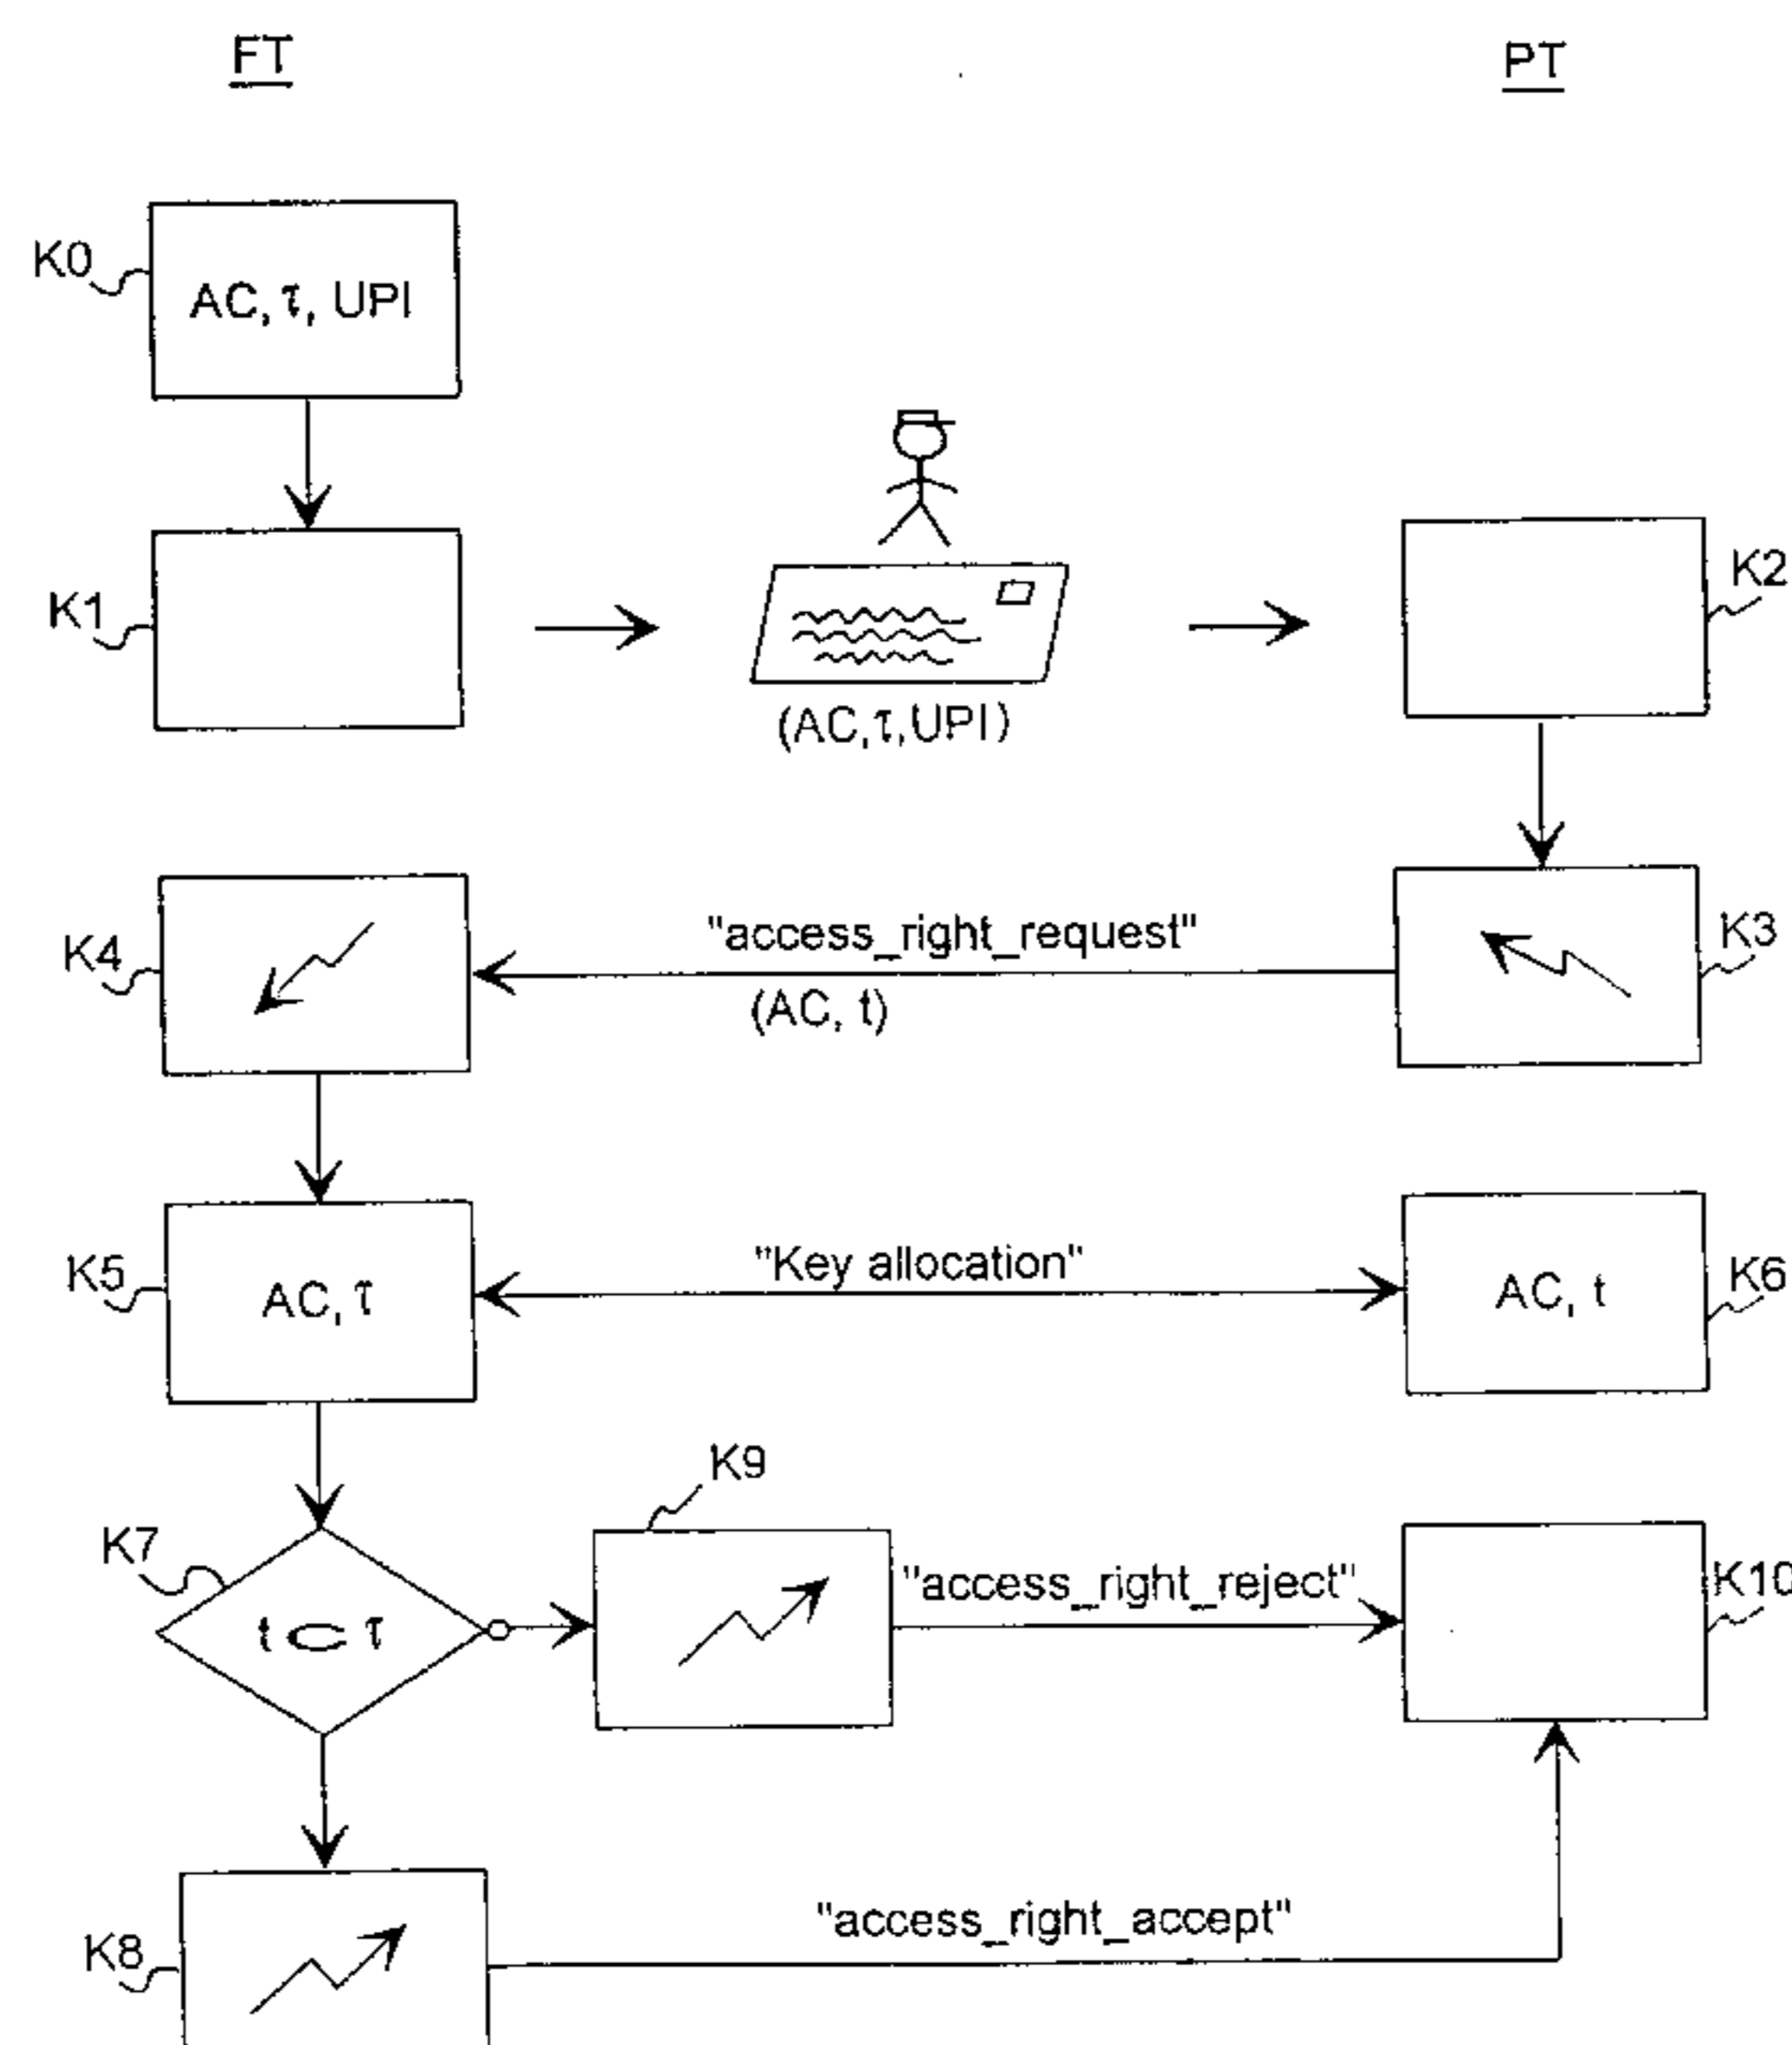 FT
PT
K0
AC, τ, UPI
K1
K2
(AC,τ,UPI)
K4
"access_right_request"
(AC, t)
K3
K5
AC, τ
"Key allocation"
AC, t
K6
K9
K7
t ⊂ τ
"access_right_reject"
K10
K8
"access_right_accept"